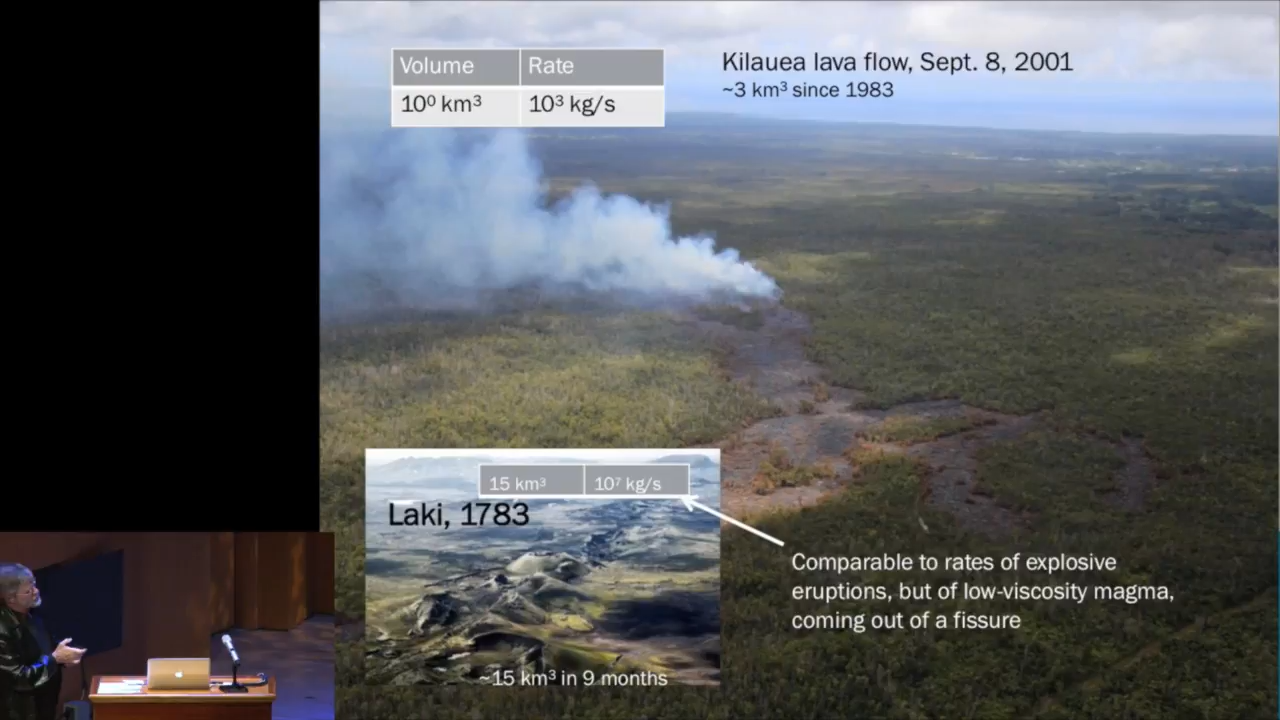 Volume Rate
10⁰ km³ 10³ kg/s
Kilauea lava flow, Sept. 8, 2001
~3 km³ since 1983
15 km³ 10⁷ kg/s
Laki, 1783
~15 km³ in 9 months
Comparable to rates of explosive
eruptions, but of low-viscosity magma,
coming out of a fissure